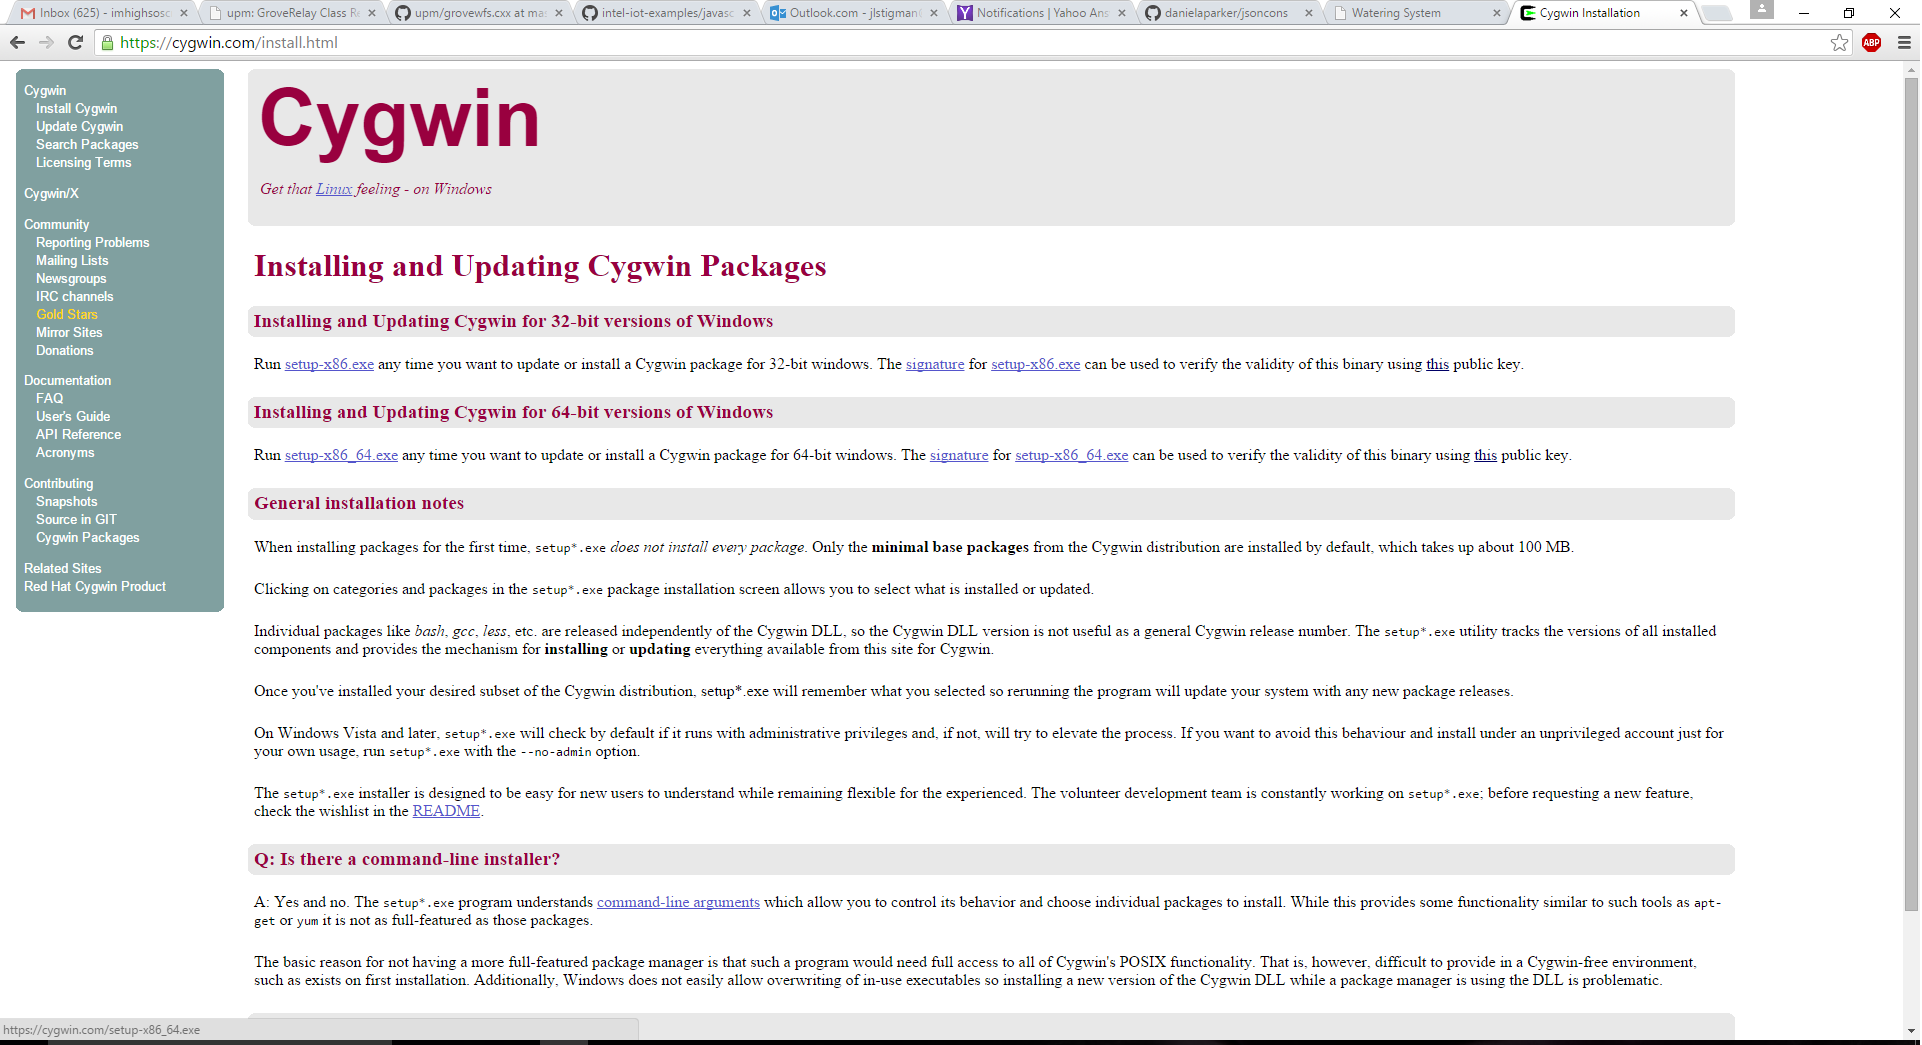 Inbox (625) - imhighsosc
upm: GroveRelay Class Re
upm/grovewfs.cxx at mas
intel-iot-examples/javasc
Outlook.com - jlstigman
Notifications | Yahoo Ans
danielaparker/jsoncons
Watering System
Cygwin Installation
https://cygwin.com/install.html
ABP
Cygwin
Install Cygwin
Update Cygwin
Search Packages
Licensing Terms
Cygwin/X
Community
Reporting Problems
Mailing Lists
Newsgroups
IRC channels
Gold Stars
Mirror Sites
Donations
Documentation
FAQ
User's Guide
API Reference
Acronyms
Contributing
Snapshots
Source in GIT
Cygwin Packages
Related Sites
Red Hat Cygwin Product
Cygwin
Get that Linux feeling - on Windows
Installing and Updating Cygwin Packages
Installing and Updating Cygwin for 32-bit versions of Windows
Run setup-x86.exe any time you want to update or install a Cygwin package for 32-bit windows. The signature for setup-x86.exe can be used to verify the validity of this binary using this public key.
Installing and Updating Cygwin for 64-bit versions of Windows
Run setup-x86_64.exe any time you want to update or install a Cygwin package for 64-bit windows. The signature for setup-x86_64.exe can be used to verify the validity of this binary using this public key.
General installation notes
When installing packages for the first time, setup*.exe does not install every package. Only the minimal base packages from the Cygwin distribution are installed by default, which takes up about 100 MB.
Clicking on categories and packages in the setup*.exe package installation screen allows you to select what is installed or updated.
Individual packages like bash, gcc, less, etc. are released independently of the Cygwin DLL, so the Cygwin DLL version is not useful as a general Cygwin release number. The setup*.exe utility tracks the versions of all installed
components and provides the mechanism for installing or updating everything available from this site for Cygwin.
Once you've installed your desired subset of the Cygwin distribution, setup*.exe will remember what you selected so rerunning the program will update your system with any new package releases.
On Windows Vista and later, setup*.exe will check by default if it runs with administrative privileges and, if not, will try to elevate the process. If you want to avoid this behaviour and install under an unprivileged account just for
your own usage, run setup*.exe with the --no-admin option.
The setup*.exe installer is designed to be easy for new users to understand while remaining flexible for the experienced. The volunteer development team is constantly working on setup*.exe; before requesting a new feature,
check the wishlist in the README.
Q: Is there a command-line installer?
A: Yes and no. The setup*.exe program understands command-line arguments which allow you to control its behavior and choose individual packages to install. While this provides some functionality similar to such tools as apt-
get or yum it is not as full-featured as those packages.
The basic reason for not having a more full-featured package manager is that such a program would need full access to all of Cygwin's POSIX functionality. That is, however, difficult to provide in a Cygwin-free environment,
such as exists on first installation. Additionally, Windows does not easily allow overwriting of in-use executables so installing a new version of the Cygwin DLL while a package manager is using the DLL is problematic.
https://cygwin.com/setup-x86_64.exe